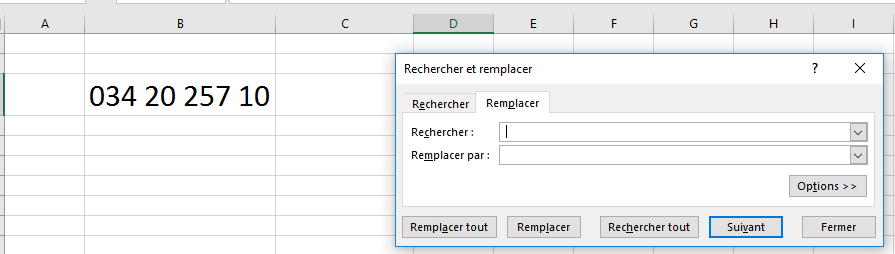 A B C D E F G H I
034 20 257 10
Rechercher et remplacer ?
Rechercher Remplacer
Rechercher :
Remplacer par :
Options >>
Remplacer tout Remplacer Rechercher tout Suivant Fermer